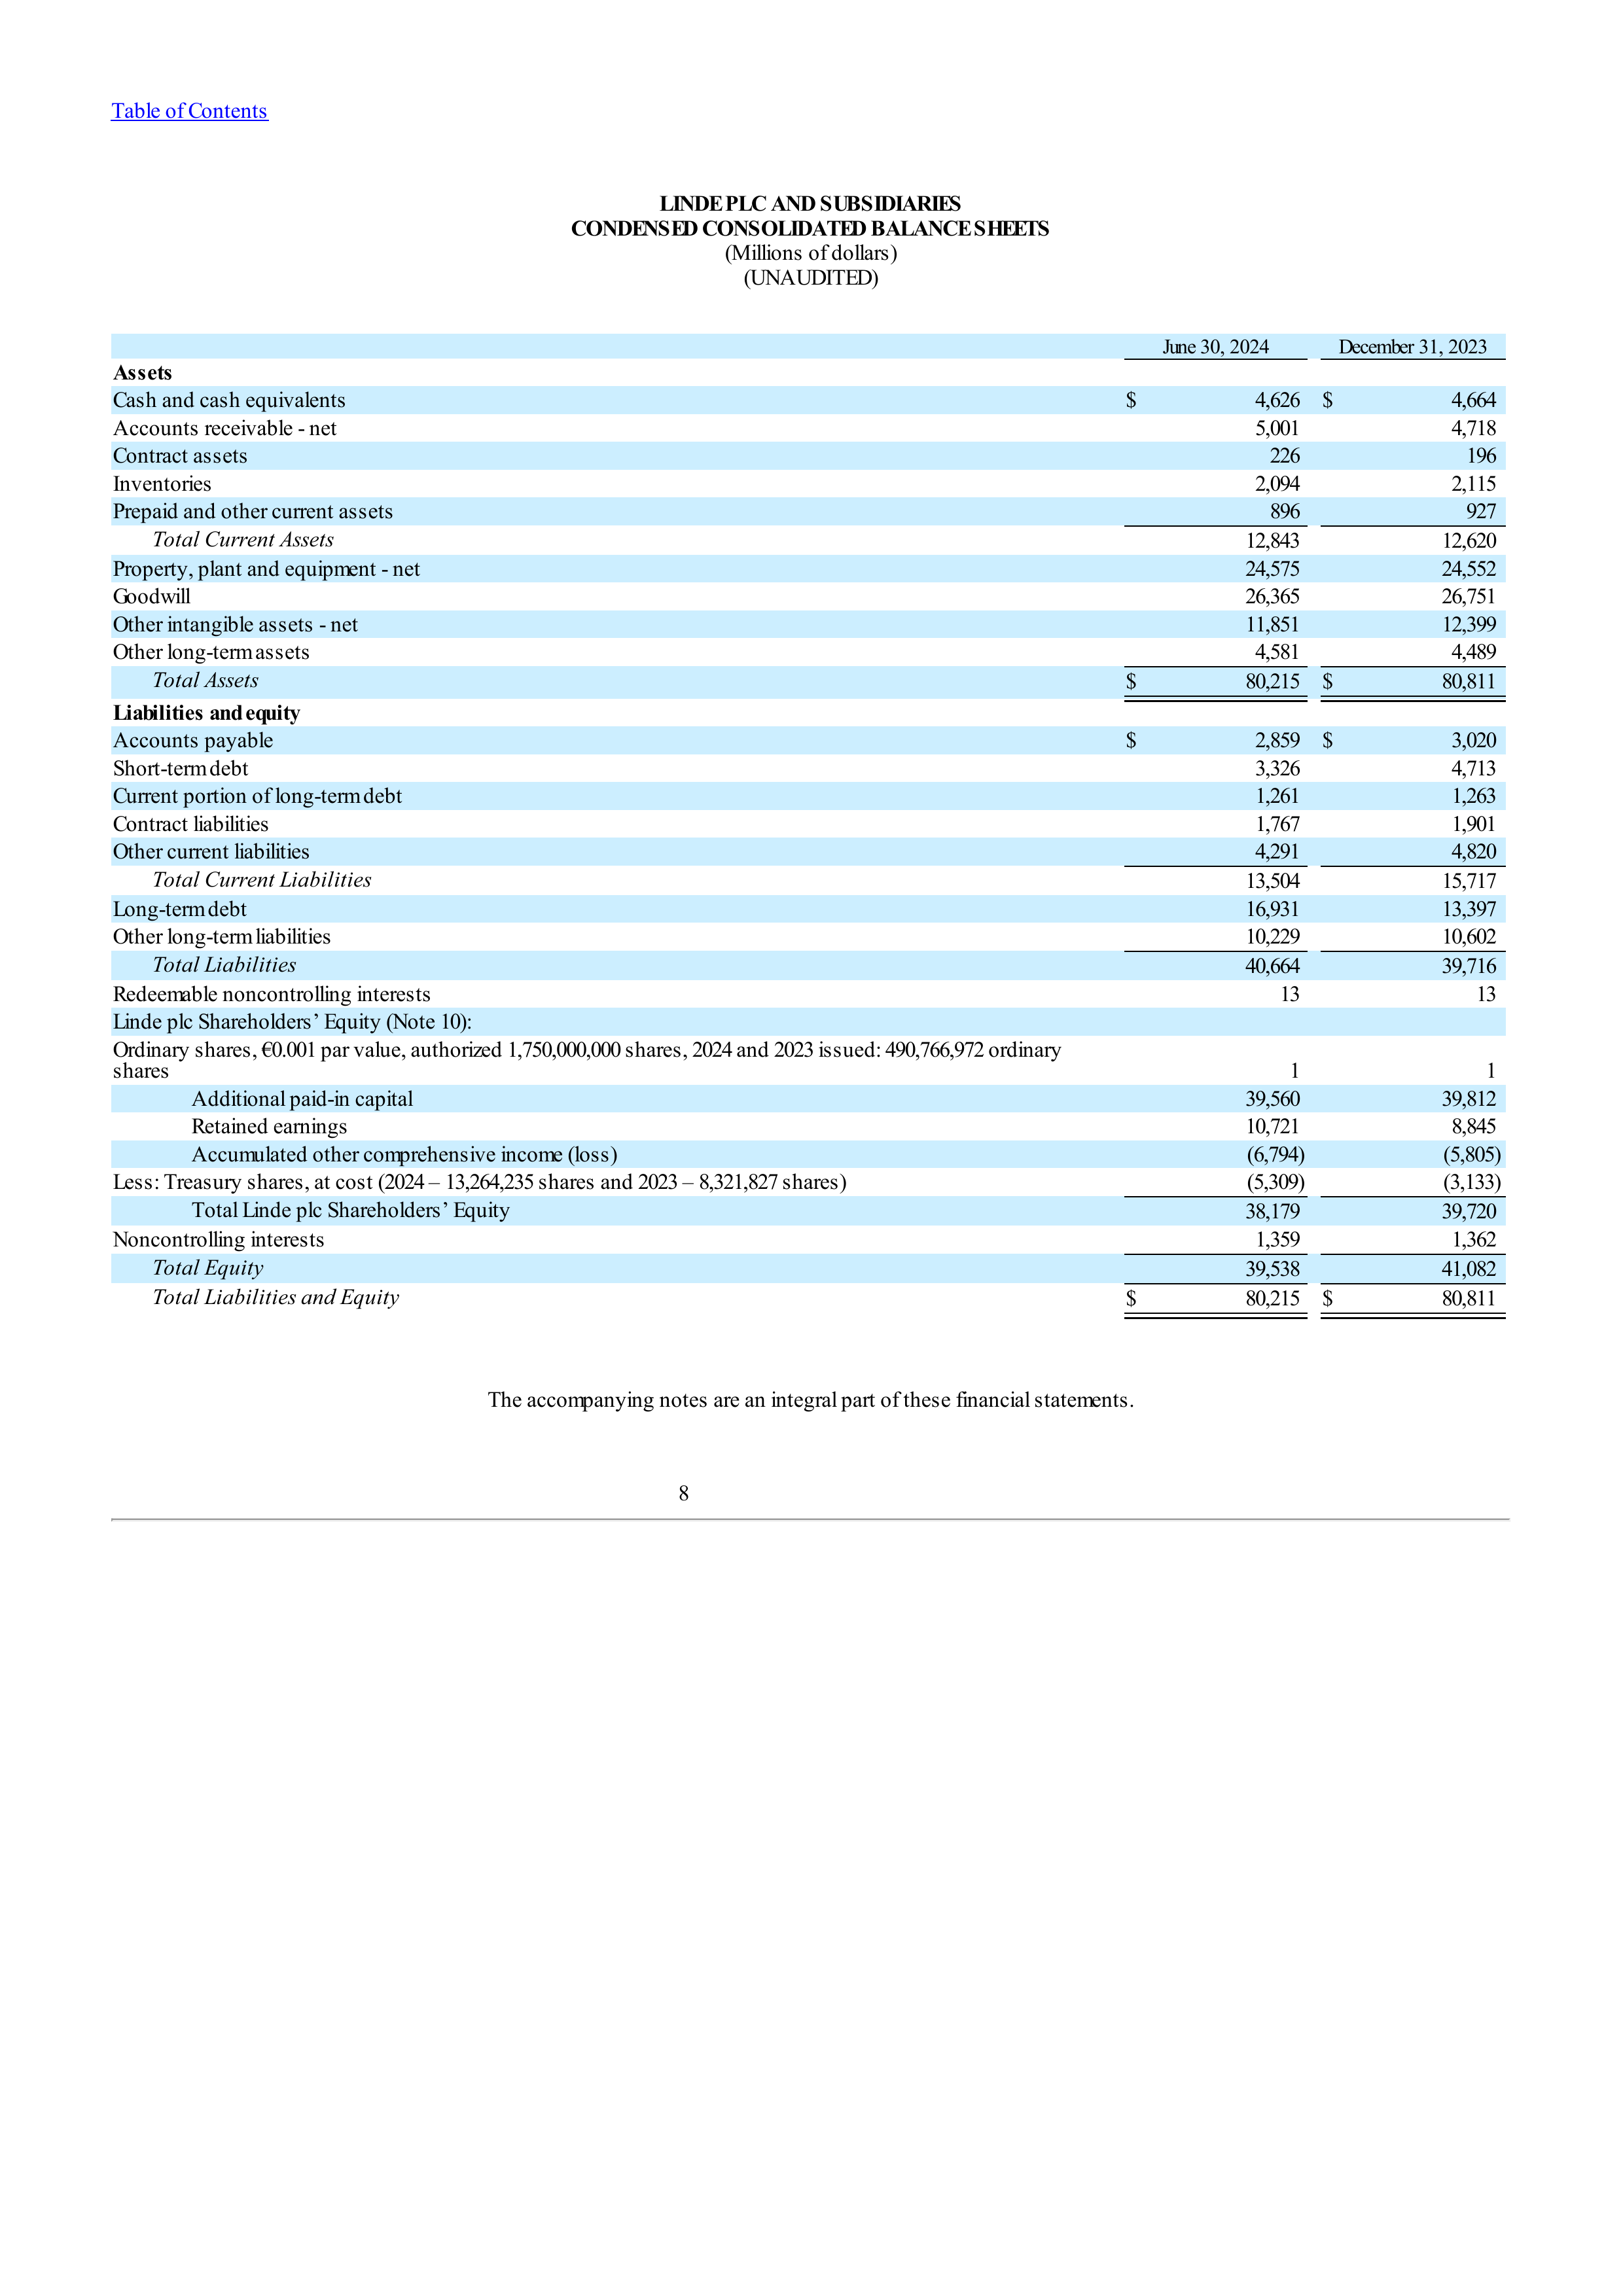 Table of Contents
LINDE PLC AND SUBSIDIARIES
CONDENSED CONSOLIDATED BALANCE SHEETS
(Millions of dollars)
(UNAUDITED)
June 30, 2024 December 31, 2023
Assets
Cash and cash equivalents $ 4,626 $ 4,664
Accounts receivable - net 5,001 4,718
Contract assets 226 196
Inventories 2,094 2,115
Prepaid and other current assets 896 927
Total Current Assets 12,843 12,620
Property, plant and equipment - net 24,575 24,552
Goodwill 26,365 26,751
Other intangible assets - net 11,851 12,399
Other long-term assets 4,581 4,489
Total Assets $ 80,215 $ 80,811
Liabilities and equity
Accounts payable $ 2,859 $ 3,020
Short-term debt 3,326 4,713
Current portion of long-term debt 1,261 1,263
Contract liabilities 1,767 1,901
Other current liabilities 4,291 4,820
Total Current Liabilities 13,504 15,717
Long-term debt 16,931 13,397
Other long-term liabilities 10,229 10,602
Total Liabilities 40,664 39,716
Redeemable noncontrolling interests 13 13
Linde plc Shareholders’ Equity (Note 10):
Ordinary shares, €0.001 par value, authorized 1,750,000,000 shares, 2024 and 2023 issued: 490,766,972 ordinary
shares 1 1
Additional paid-in capital 39,560 39,812
Retained earnings 10,721 8,845
Accumulated other comprehensive income (loss) (6,794) (5,805)
Less: Treasury shares, at cost (2024 – 13,264,235 shares and 2023 – 8,321,827 shares) (5,309) (3,133)
Total Linde plc Shareholders’ Equity 38,179 39,720
Noncontrolling interests 1,359 1,362
Total Equity 39,538 41,082
Total Liabilities and Equity $ 80,215 $ 80,811
The accompanying notes are an integral part of these financial statements.
8